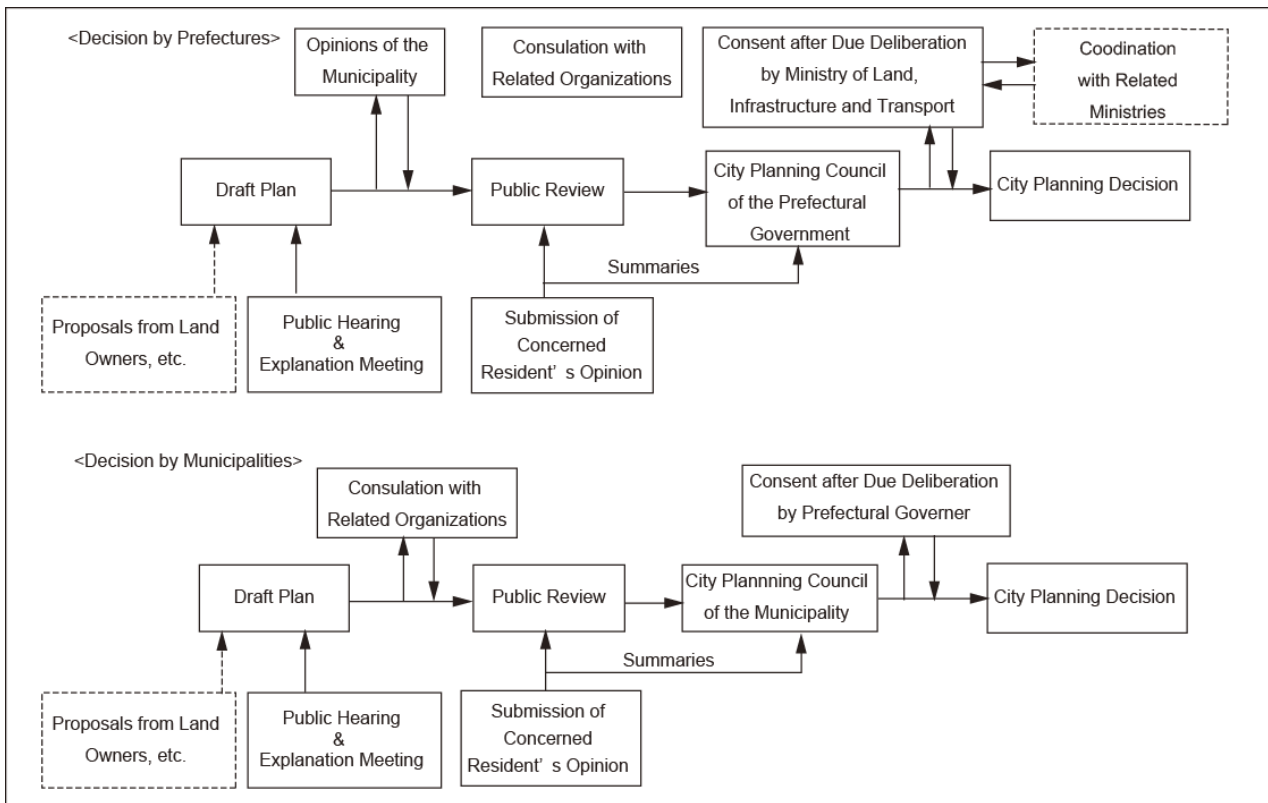 <Decision by Prefectures>
Opinions of the
Municipality
Consulation with
Related Organizations
Consent after Due Deliberation
by Ministry of Land,
Infrastructure and Transport
Coodination
with Related
Ministries
Draft Plan
Public Review
City Planning Council
of the Prefectural
Government
City Planning Decision
Summaries
Proposals from Land
Owners, etc.
Public Hearing
&
Explanation Meeting
Submission of
Concerned
Resident' s Opinion
<Decision by Municipalities>
Consulation with
Related Organizations
Consent after Due Deliberation
by Prefectural Governer
Draft Plan
Public Review
City Plannning Council
of the Municipality
City Planning Decision
Summaries
Proposals from Land
Owners, etc.
Public Hearing
&
Explanation Meeting
Submission of
Concerned
Resident' s Opinion